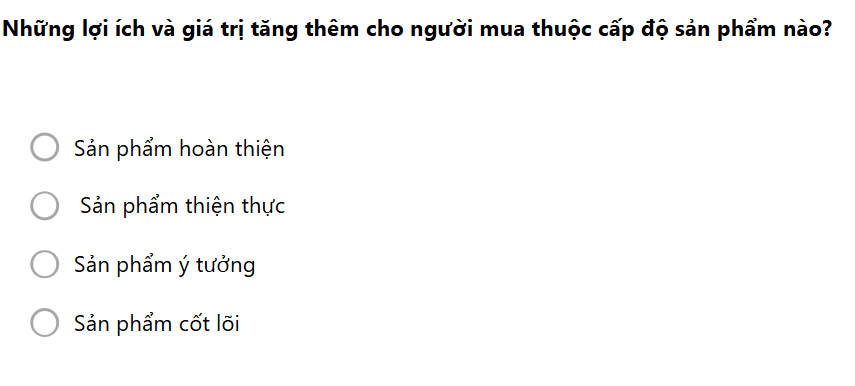 Những lợi ích và giá trị tăng thêm cho người mua thuộc cấp độ sản phẩm nào?
Sản phẩm hoàn thiện
Sản phẩm thiện thực
Sản phẩm ý tưởng
Sản phẩm cốt lõi